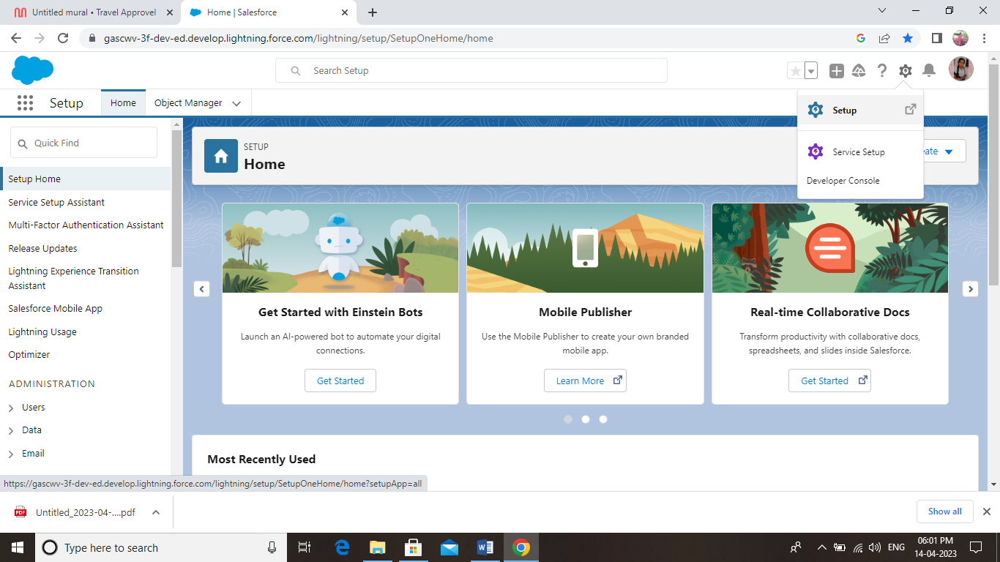 Untitled mural • Travel Approvel
Home | Salesforce
gascwv-3f-dev-ed.develop.lightning.force.com/lightning/setup/SetupOneHome/home
Search Setup
Setup
Home
Object Manager
Setup
Service Setup
Developer Console
Quick Find
SETUP
Home
Setup Home
Service Setup Assistant
Multi-Factor Authentication Assistant
Release Updates
Lightning Experience Transition
Assistant
Salesforce Mobile App
Lightning Usage
Optimizer
ADMINISTRATION
Users
Data
Email
Get Started with Einstein Bots
Launch an AI-powered bot to automate your digital
connections.
Get Started
Mobile Publisher
Use the Mobile Publisher to create your own branded
mobile app.
Learn More
Real-time Collaborative Docs
Transform productivity with collaborative docs,
spreadsheets, and slides inside Salesforce.
Get Started
Most Recently Used
https://gascwv-3f-dev-ed.develop.lightning.force.com/lightning/setup/SetupOneHome/home?setupApp=all
PDF
Untitled_2023-04-....pdf
Show all
Type here to search
ENG
06:01 PM
14-04-2023